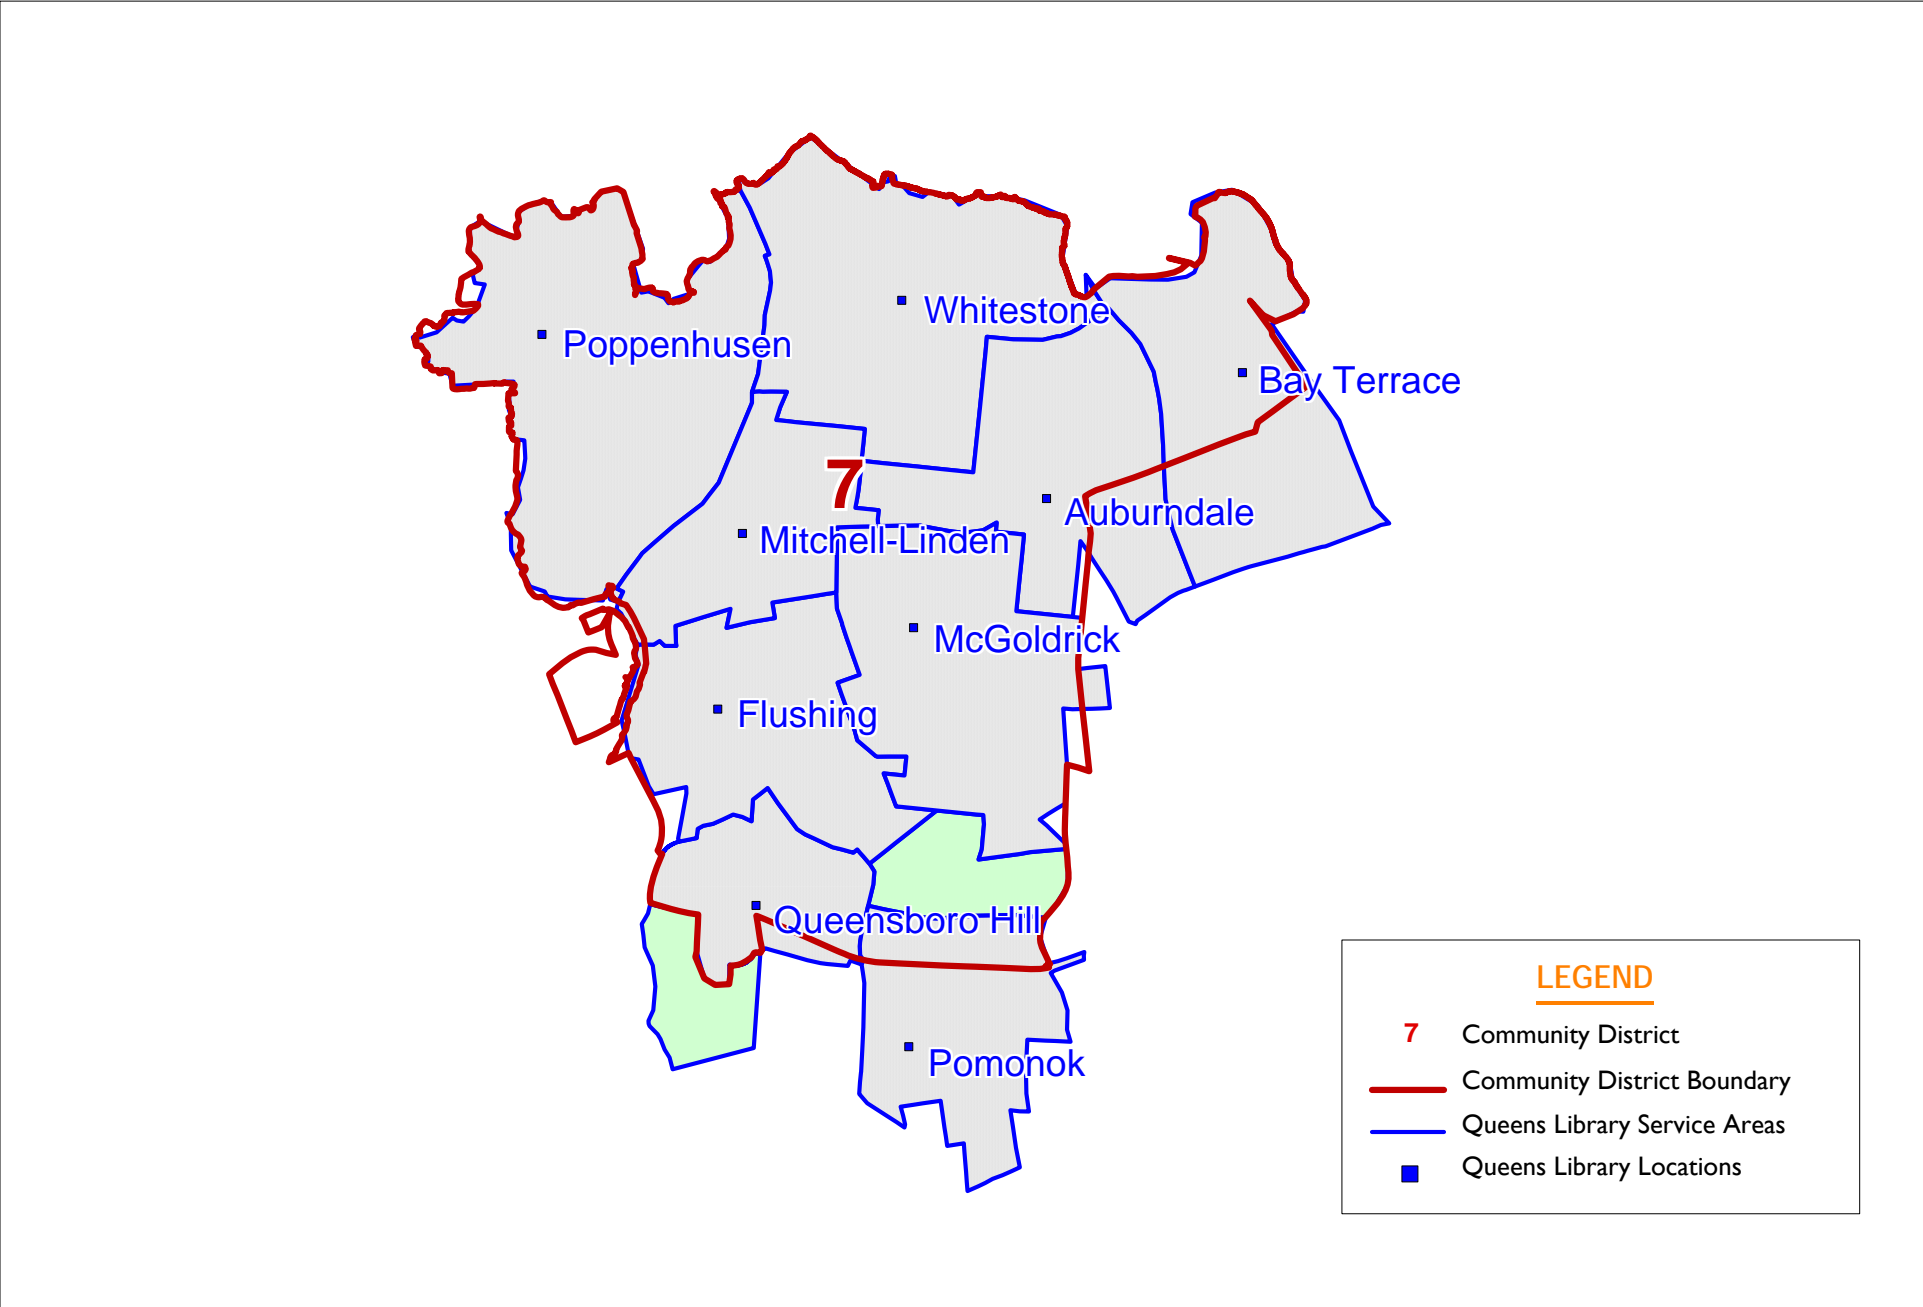 Whitestone
Poppenhusen
Bay Terrace
7
Auburndale
Mitchell-Linden
McGoldrick
Flushing
Queensboro Hill
Pomonok
LEGEND
7 Community District
Community District Boundary
Queens Library Service Areas
Queens Library Locations